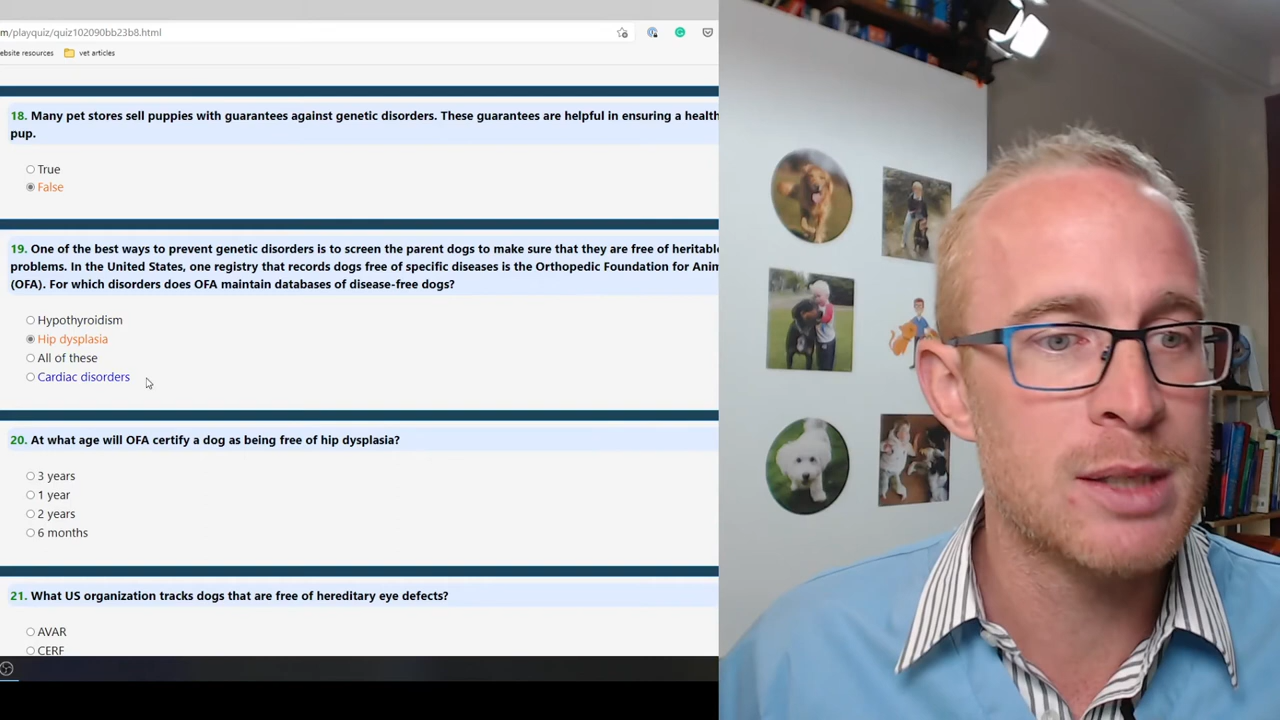 m/playquiz/quiz102090bb23b8.html
ebsite resources vet articles
18. Many pet stores sell puppies with guarantees against genetic disorders. These guarantees are helpful in ensuring a health
pup.
True
False
19. One of the best ways to prevent genetic disorders is to screen the parent dogs to make sure that they are free of heritabl
problems. In the United States, one registry that records dogs free of specific diseases is the Orthopedic Foundation for Anim
(OFA). For which disorders does OFA maintain databases of disease-free dogs?
Hypothyroidism
Hip dysplasia
All of these
Cardiac disorders
20. At what age will OFA certify a dog as being free of hip dysplasia?
3 years
1 year
2 years
6 months
21. What US organization tracks dogs that are free of hereditary eye defects?
AVAR
CERF